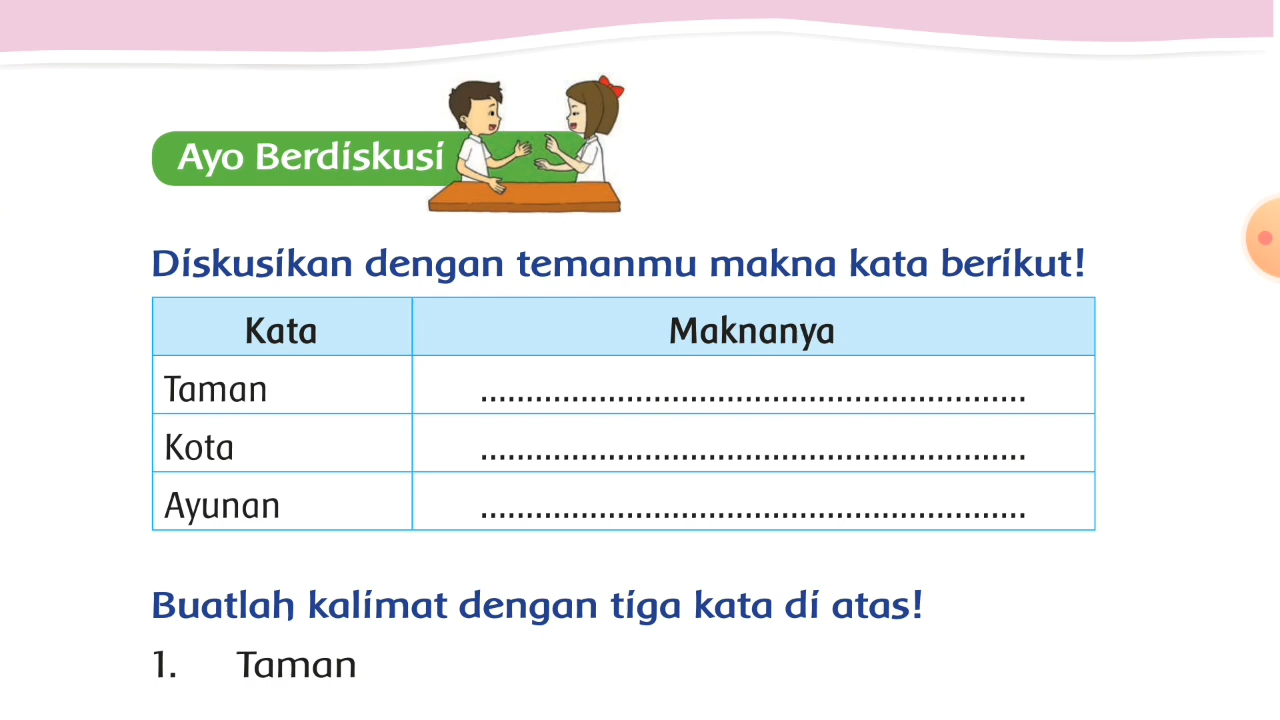 Ayo Berdiskusi
Diskusikan dengan temanmu makna kata berikut!
Kata Maknanya
Taman ............................................................
Kota ............................................................
Ayunan ............................................................
Buatlah kalimat dengan tiga kata di atas!
1. Taman